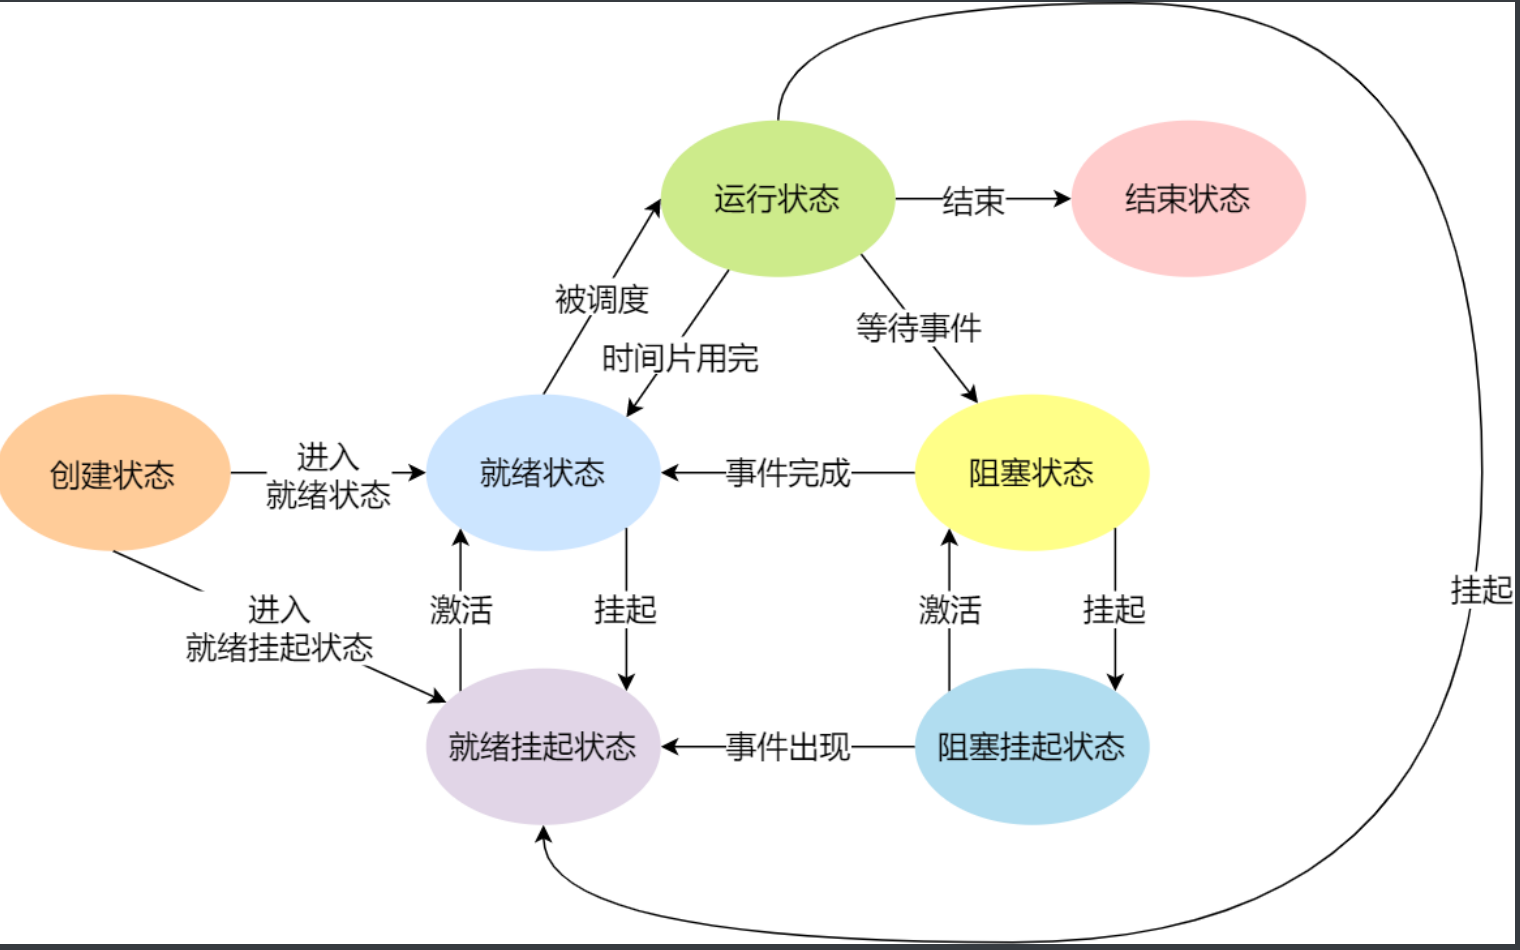 运行状态
结束
结束状态
被调度
等待事件
时间片用完
创建状态
进入
就绪状态
就绪状态
事件完成
阻塞状态
进入
就绪挂起状态
激活
挂起
激活
挂起
挂起
就绪挂起状态
事件出现
阻塞挂起状态